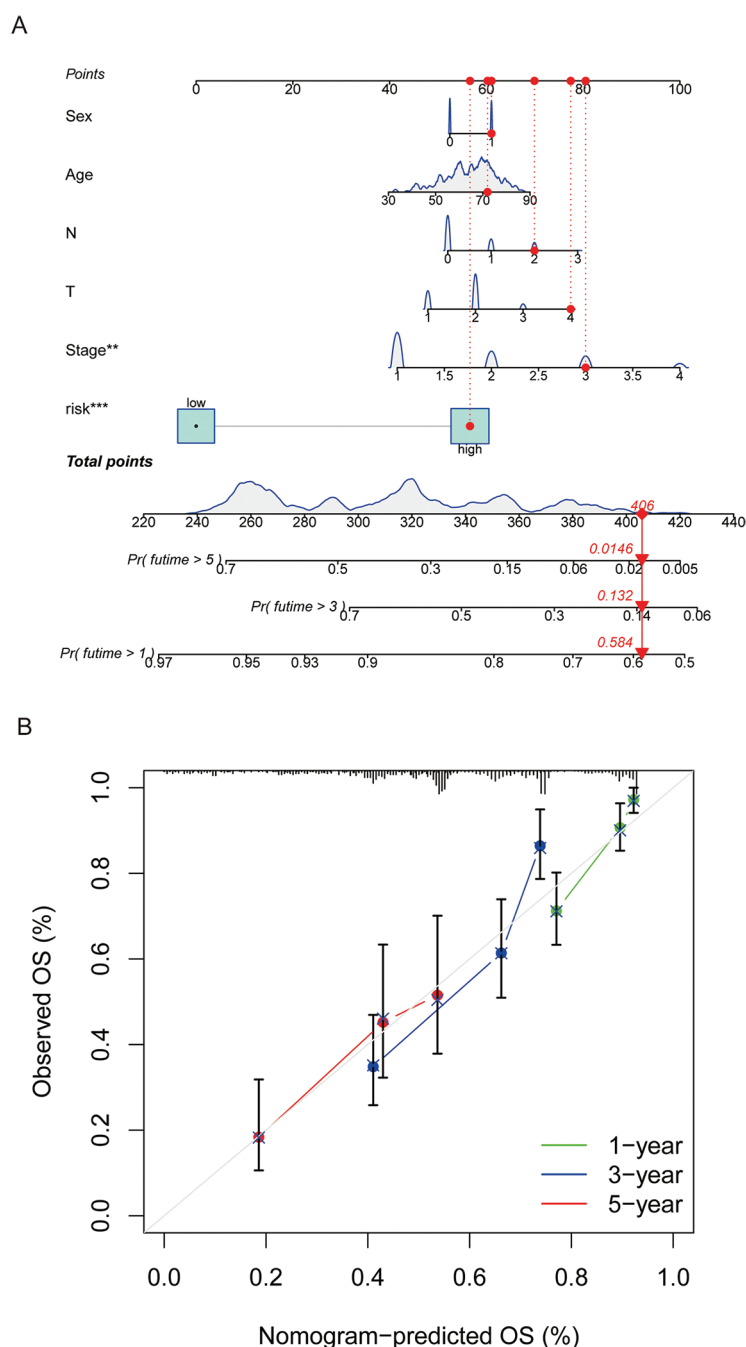 A
Points
0 20 40 60 80 100
Sex
0 1
Age
30 50 70 90
N
0 1 2 3
T
1 2 3 4
Stage**
1 1.5 2 2.5 3 3.5 4
low
risk***
high
Total points
406
220 240 260 280 300 320 340 360 380 400 420 440
0.0146
Pr( futime > 5)
0.7 0.5 0.3 0.15 0.06 0.02 0.005
0.132
Pr( futime > 3)
0.7 0.5 0.3 0.14 0.06
0.584
Pr( futime > 1)
0.97 0.95 0.93 0.9 0.8 0.7 0.6 0.5
B
Observed OS (%)
1.0
0.8
0.6
0.4
0.2
0.0
1−year
3−year
5−year
0.0 0.2 0.4 0.6 0.8 1.0
Nomogram−predicted OS (%)